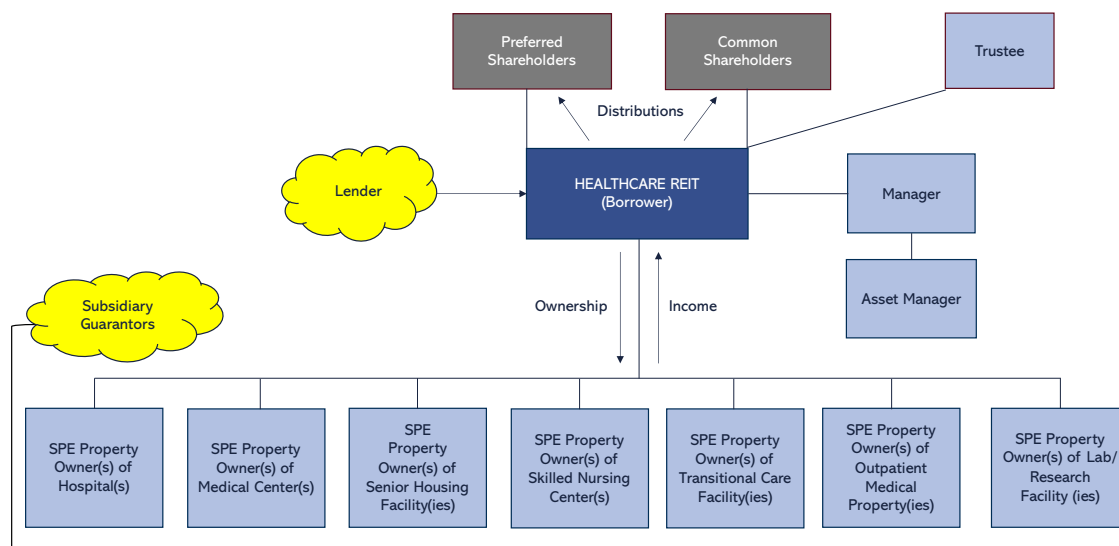 Preferred
Shareholders
Common
Shareholders
Trustee
Distributions
Lender
HEALTHCARE REIT
(Borrower)
Manager
Asset Manager
Subsidiary
Guarantors
Ownership
Income
SPE Property
Owner(s) of
Hospital(s)
SPE Property
Owner(s) of
Medical Center(s)
SPE
Property
Owner(s) of
Senior Housing
Facility(ies)
SPE Property
Owner(s) of
Skilled Nursing
Center(s)
SPE Property
Owner(s) of
Transitional Care
Facility(ies)
SPE Property
Owner(s) of
Outpatient
Medical
Property(ies)
SPE Property
Owner(s) of Lab/
Research
Facility (ies)